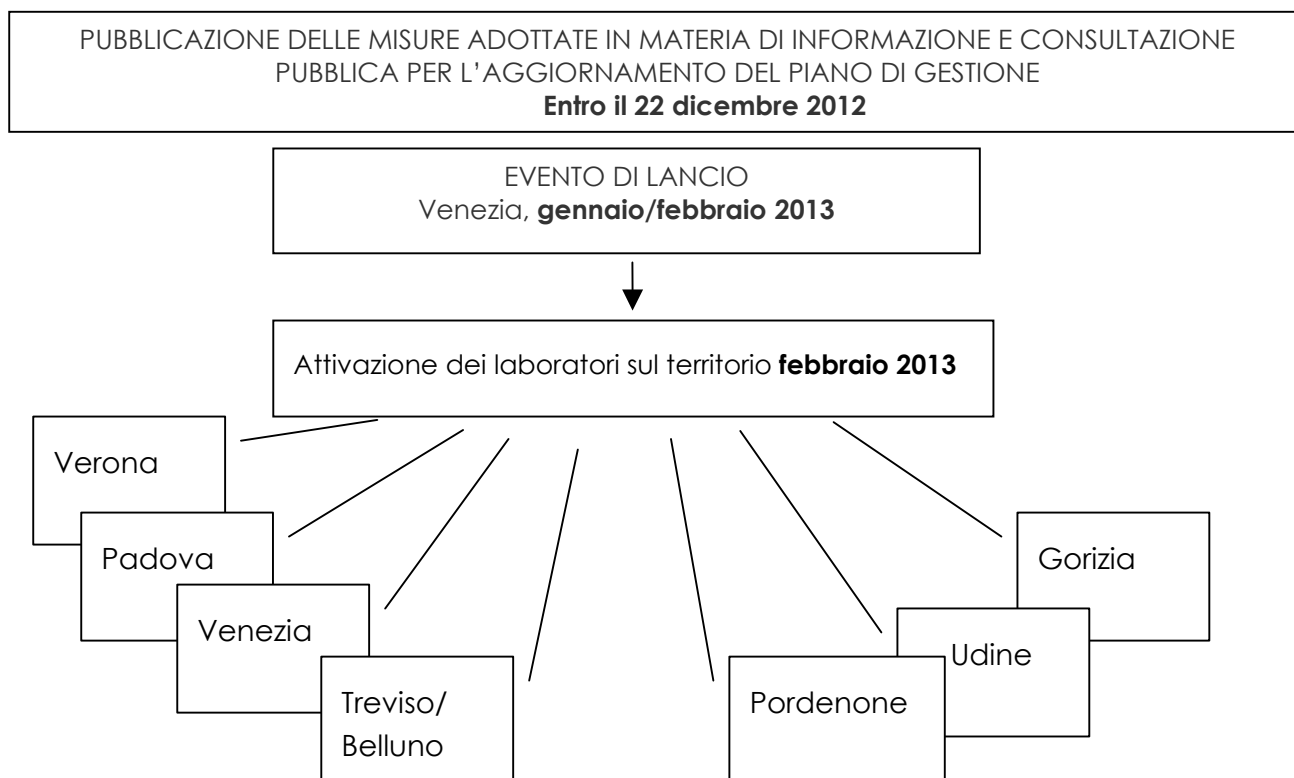 PUBBLICAZIONE DELLE MISURE ADOTTATE IN MATERIA DI INFORMAZIONE E CONSULTAZIONE
PUBBLICA PER L'AGGIORNAMENTO DEL PIANO DI GESTIONE
Entro il 22 dicembre 2012
EVENTO DI LANCIO
Venezia, gennaio/febbraio 2013
Attivazione dei laboratori sul territorio febbraio 2013
Verona
Padova
Venezia
Treviso/
Belluno
Pordenone
Udine
Gorizia